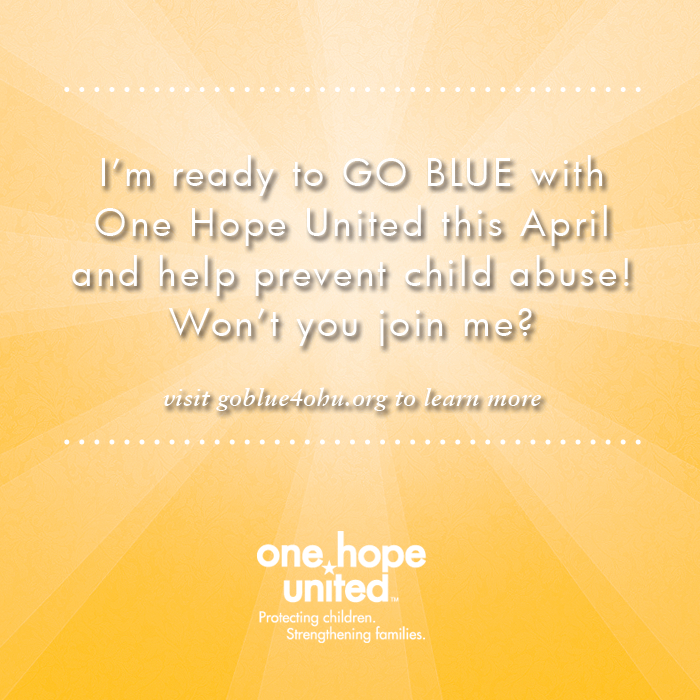 I'm ready to GO BLUE with
One Hope United this April
and help prevent child abuse!
Won't you join me?
visit goblue4ohu.org to learn more
one hope
united™
Protecting children.
Strengthening families.